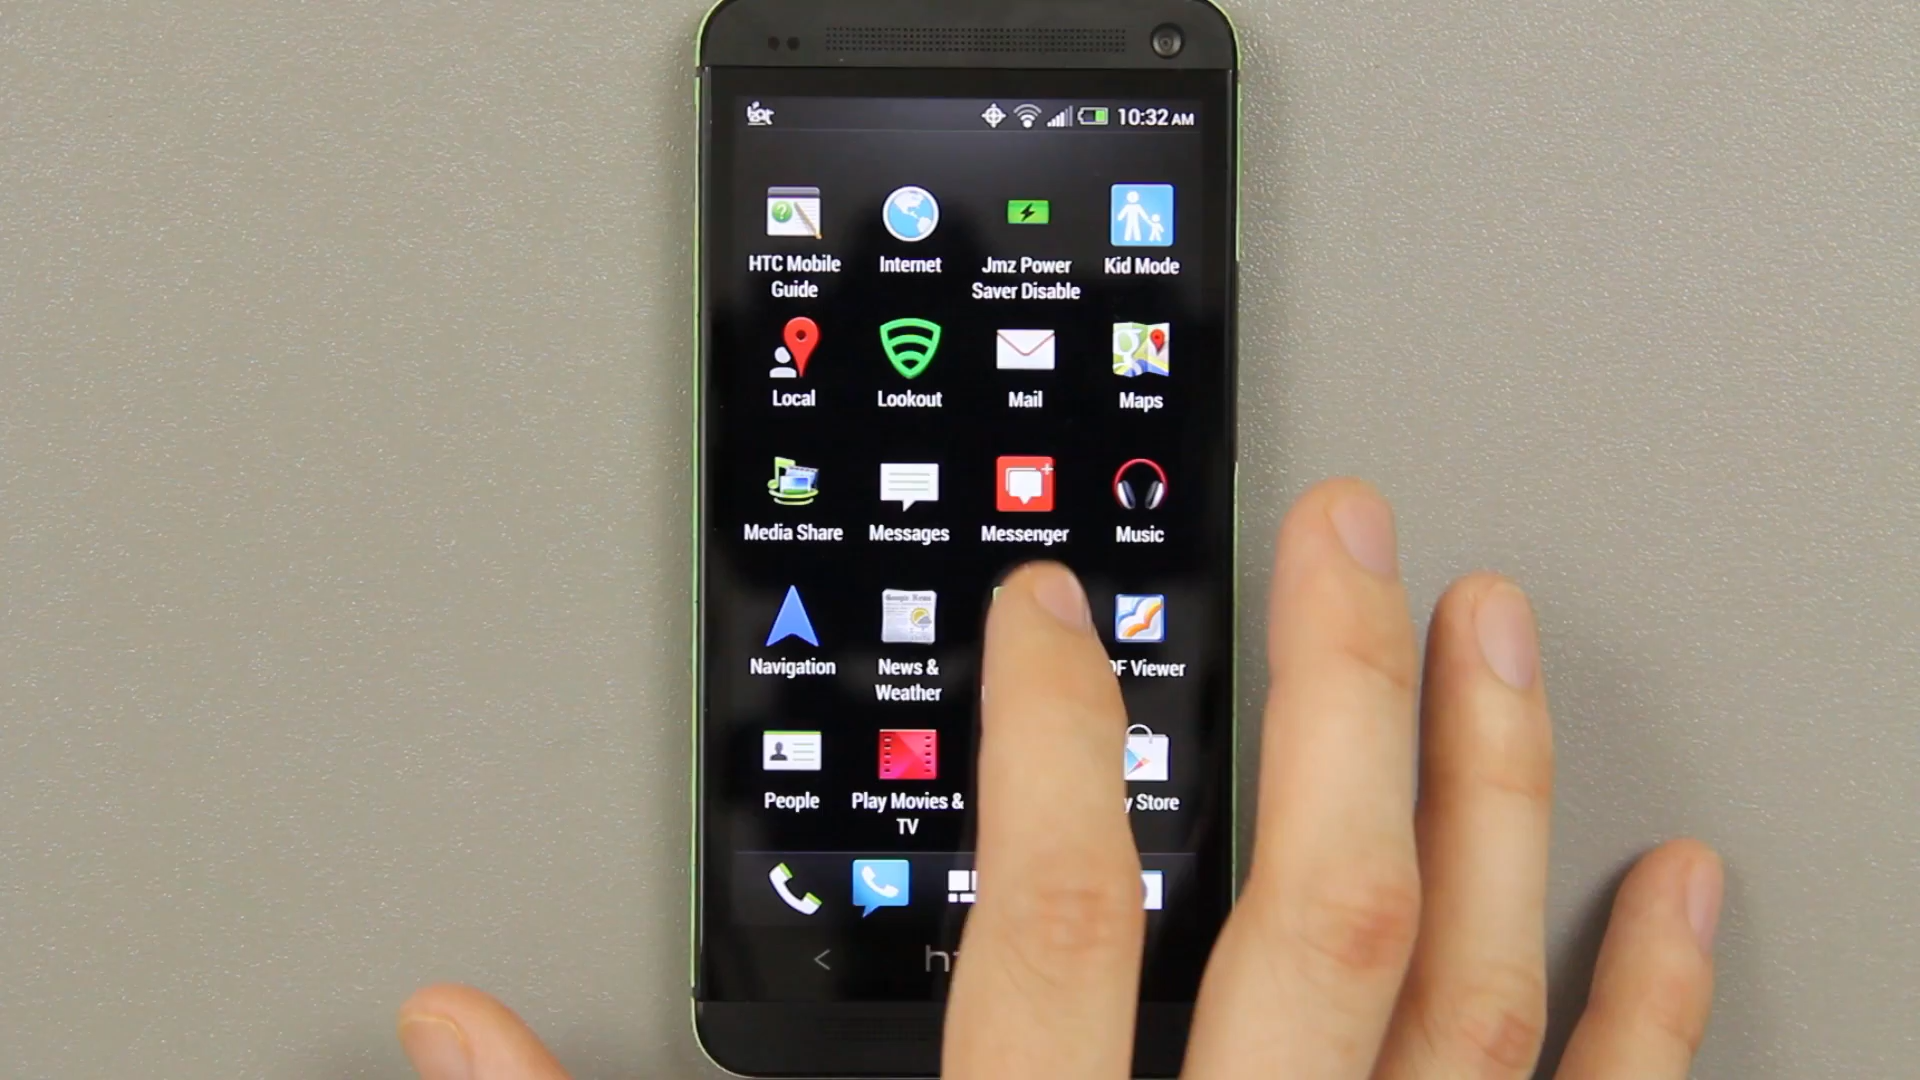 10:32 AM
HTC Mobile Guide
Internet
Jmz Power Saver Disable
Kid Mode
Local
Lookout
Mail
Maps
Media Share
Messages
Messenger
Music
Navigation
News & Weather
DF Viewer
People
Play Movies & TV
y Store